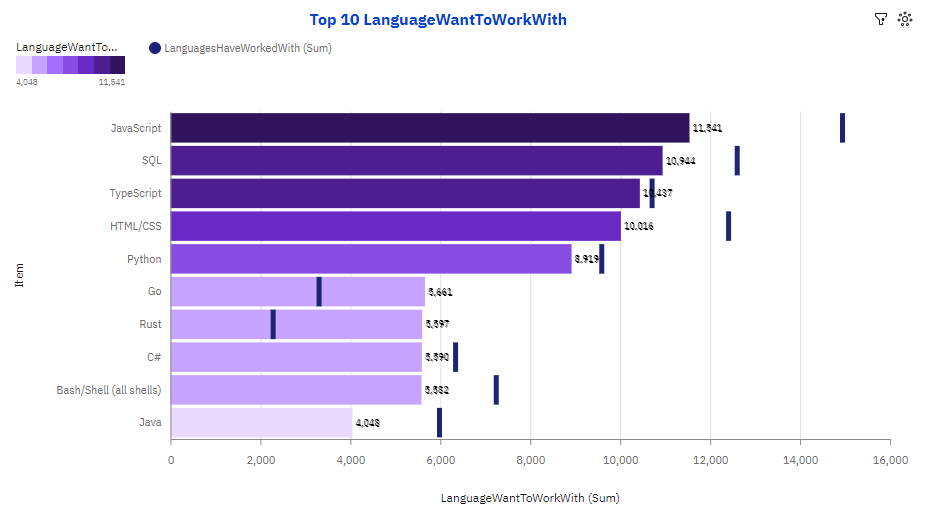 Top 10 LanguageWantToWorkWith
LanguageWantTo...
4,048 11,541
LanguagesHaveWorkedWith (Sum)
JavaScript 11,541
SQL 10,944
TypeScript 10,437
HTML/CSS 10,016
Python 8,919
Go 5,661
Rust 5,597
C# 5,590
Bash/Shell (all shells) 5,582
Java 4,048
Item
0 2,000 4,000 6,000 8,000 10,000 12,000 14,000 16,000
LanguageWantToWorkWith (Sum)